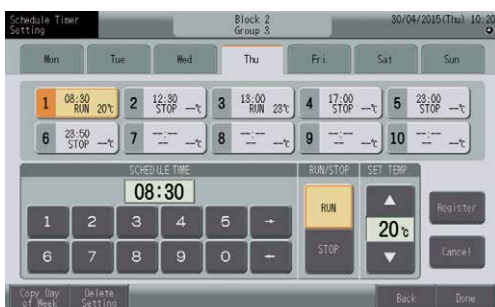 Schedule Timer
Setting
Block 2
Group 3
30/04/2015(Thu) 10:20
Mon Tue Wed Thu Fri Sat Sun
1 08:30 RUN 20℃
2 12:30 STOP --℃
3 13:00 RUN 23℃
4 17:00 STOP --℃
5 23:00 STOP --℃
6 23:50 STOP --℃
7 --:-- -- --℃
8 --:-- -- --℃
9 --:-- -- --℃
10 --:-- -- --℃
SCHEDULE TIME
08:30
1 2 3 4 5 →
6 7 8 9 0 ←
RUN/STOP
RUN
STOP
SET TEMP
▲
20℃
▼
Register
Cancel
Copy Day
of Week
Delete
Setting
Back
Done